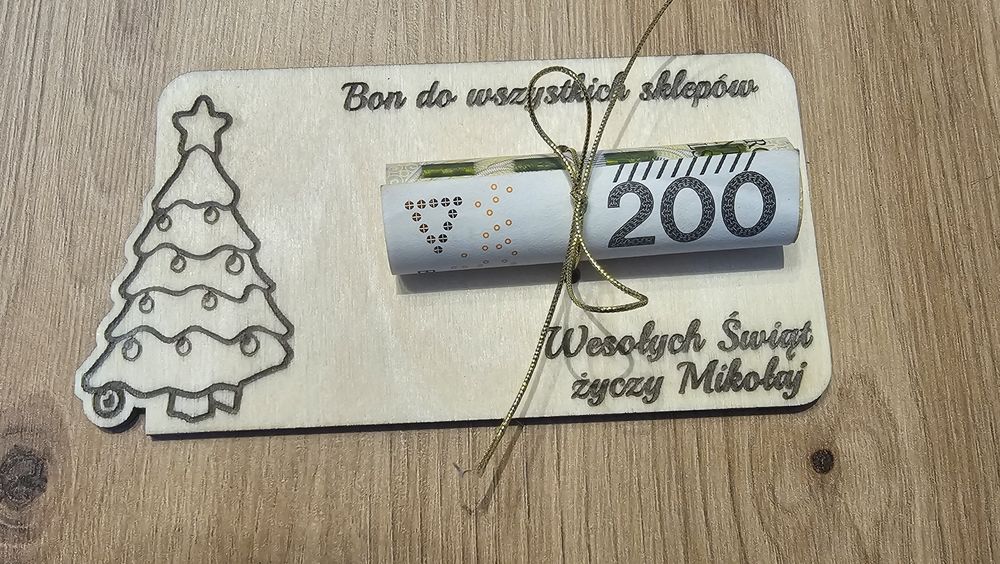 Bon do wszystkich sklepów
200
Wesołych Świąt
życzy Mikołaj